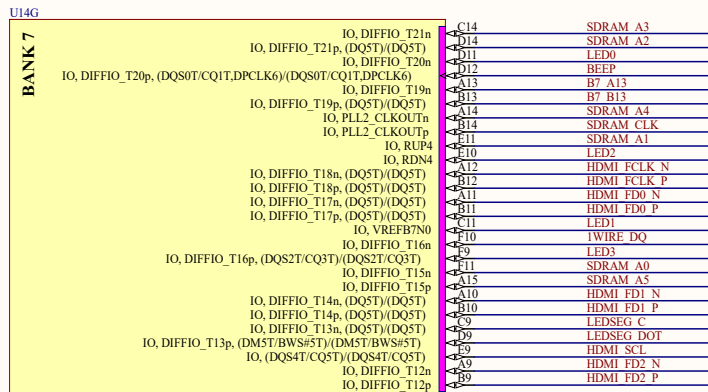 U14G
BANK 7
IO, DIFFIO_T21n C14 SDRAM_A3
IO, DIFFIO_T21p, (DQ5T)/(DQ5T) D14 SDRAM_A2
IO, DIFFIO_T20n D11 LED0
IO, DIFFIO_T20p, (DQS0T/CQ1T,DPCLK6)/(DQS0T/CQ1T,DPCLK6) D12 BEEP
IO, DIFFIO_T19n A13 B7_A13
IO, DIFFIO_T19p, (DQ5T)/(DQ5T) B13 B7_B13
IO, PLL2_CLKOUTn A14 SDRAM_A4
IO, PLL2_CLKOUTp B14 SDRAM_CLK
IO, RUP4 E11 SDRAM_A1
IO, RDN4 E10 LED2
IO, DIFFIO_T18n, (DQ5T)/(DQ5T) A12 HDMI_FCLK_N
IO, DIFFIO_T18p, (DQ5T)/(DQ5T) B12 HDMI_FCLK_P
IO, DIFFIO_T17n, (DQ5T)/(DQ5T) A11 HDMI_FD0_N
IO, DIFFIO_T17p, (DQ5T)/(DQ5T) B11 HDMI_FD0_P
IO, VREFB7N0 C11 LED1
IO, DIFFIO_T16n F10 1WIRE_DQ
IO, DIFFIO_T16p, (DQS2T/CQ3T)/(DQS2T/CQ3T) F9 LED3
IO, DIFFIO_T15n F11 SDRAM_A0
IO, DIFFIO_T15p A15 SDRAM_A5
IO, DIFFIO_T14n, (DQ5T)/(DQ5T) A10 HDMI_FD1_N
IO, DIFFIO_T14p, (DQ5T)/(DQ5T) B10 HDMI_FD1_P
IO, DIFFIO_T13n, (DQ5T)/(DQ5T) C9 LEDSEG_C
IO, DIFFIO_T13p, (DM5T/BWS#5T)/(DM5T/BWS#5T) D9 LEDSEG_DOT
IO, (DQS4T/CQ5T)/(DQS4T/CQ5T) E9 HDMI_SCL
IO, DIFFIO_T12n A9 HDMI_FD2_N
IO, DIFFIO_T12p B9 HDMI_FD2_P